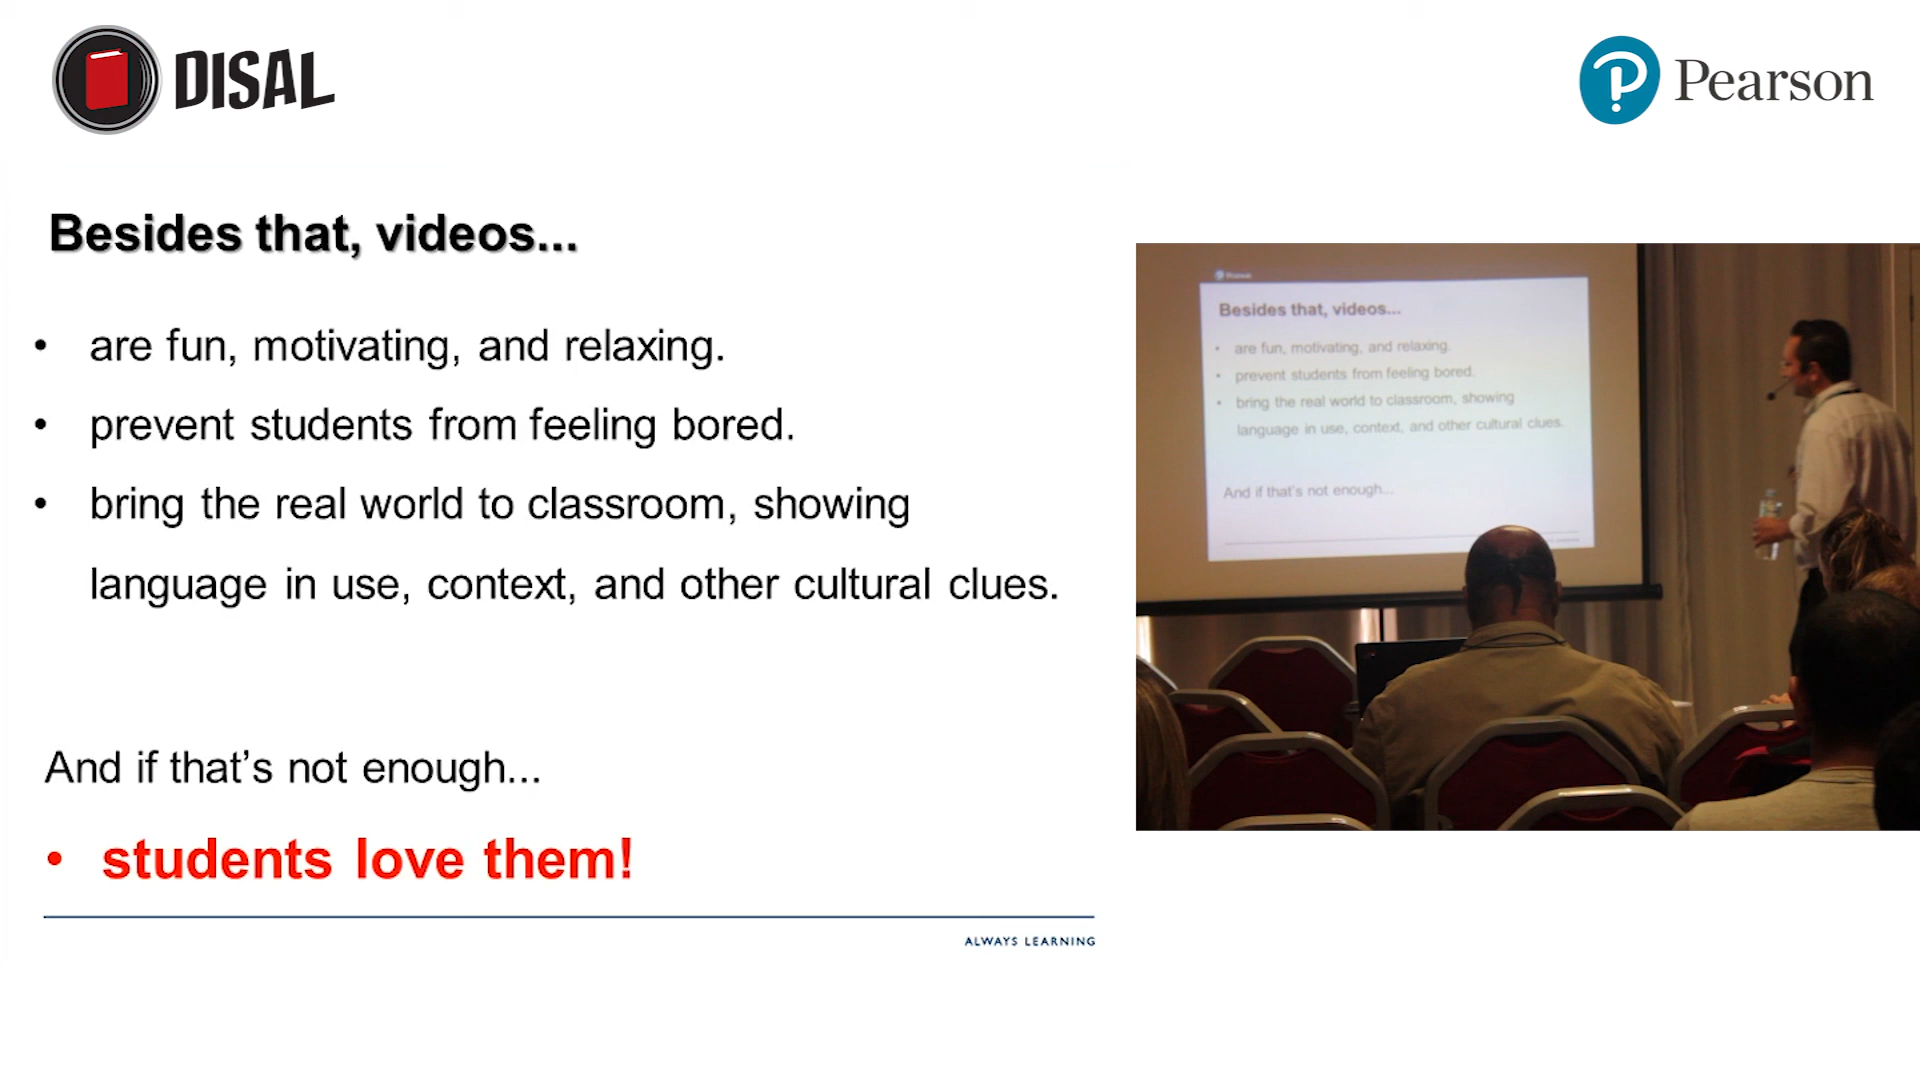 DISAL
Pearson
Besides that, videos...
• are fun, motivating, and relaxing.
• prevent students from feeling bored.
• bring the real world to classroom, showing
language in use, context, and other cultural clues.
And if that’s not enough...
• students love them!
ALWAYS LEARNING
Pearson
Besides that, videos...
• are fun, motivating, and relaxing.
• prevent students from feeling bored.
• bring the real world to classroom, showing
language in use, context, and other cultural clues.
And if that's not enough...